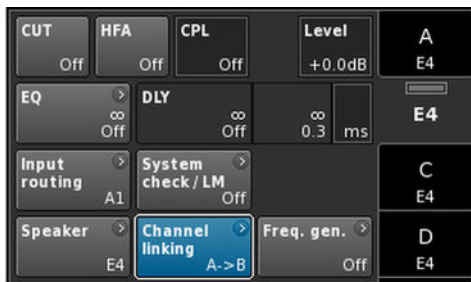 CUT HFA CPL Level
Off Off Off +0.0dB
EQ DLY
∞ ∞ ∞
Off Off 0.3 ms
Input routing
A1
System check / LM
Off
Speaker
E4
Channel linking
A->B
Freq. gen.
Off
A
E4
E4
C
E4
D
E4